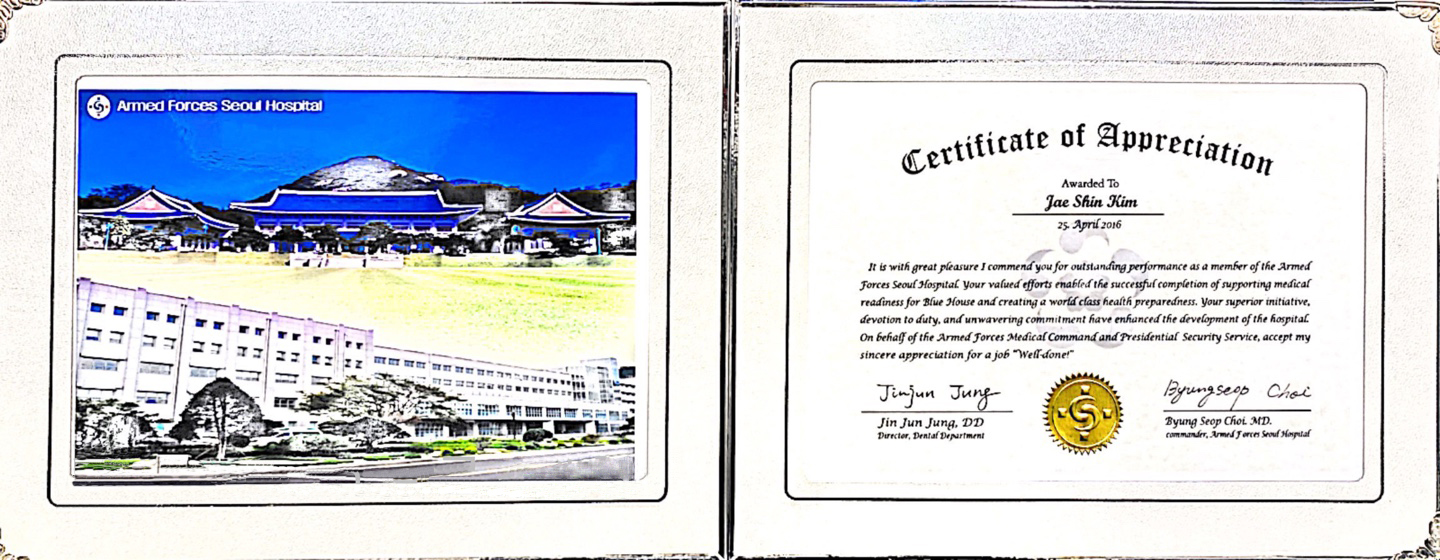 Armed Forces Seoul Hospital
Certificate of Appreciation
Awarded To
Jae Shin Kim
25. April 2016
It is with great pleasure I commend you for outstanding performance as a member of the Armed
Forces Seoul Hospital. Your valued efforts enabled the successful completion of supporting medical
readiness for Blue House and creating a world class health preparedness. Your superior initiative,
devotion to duty, and unwavering commitment have enhanced the development of the hospital.
On behalf of the Armed Forces Medical Command and Presidential Security Service, accept my
sincere appreciation for a job "Well-done!"
Jinjun Jung
Byungseop Choi
Jin Jun Jung, DD
Byung Seop Choi. MD.
Director, Dental Department
commander, Armed Forces Seoul Hospital